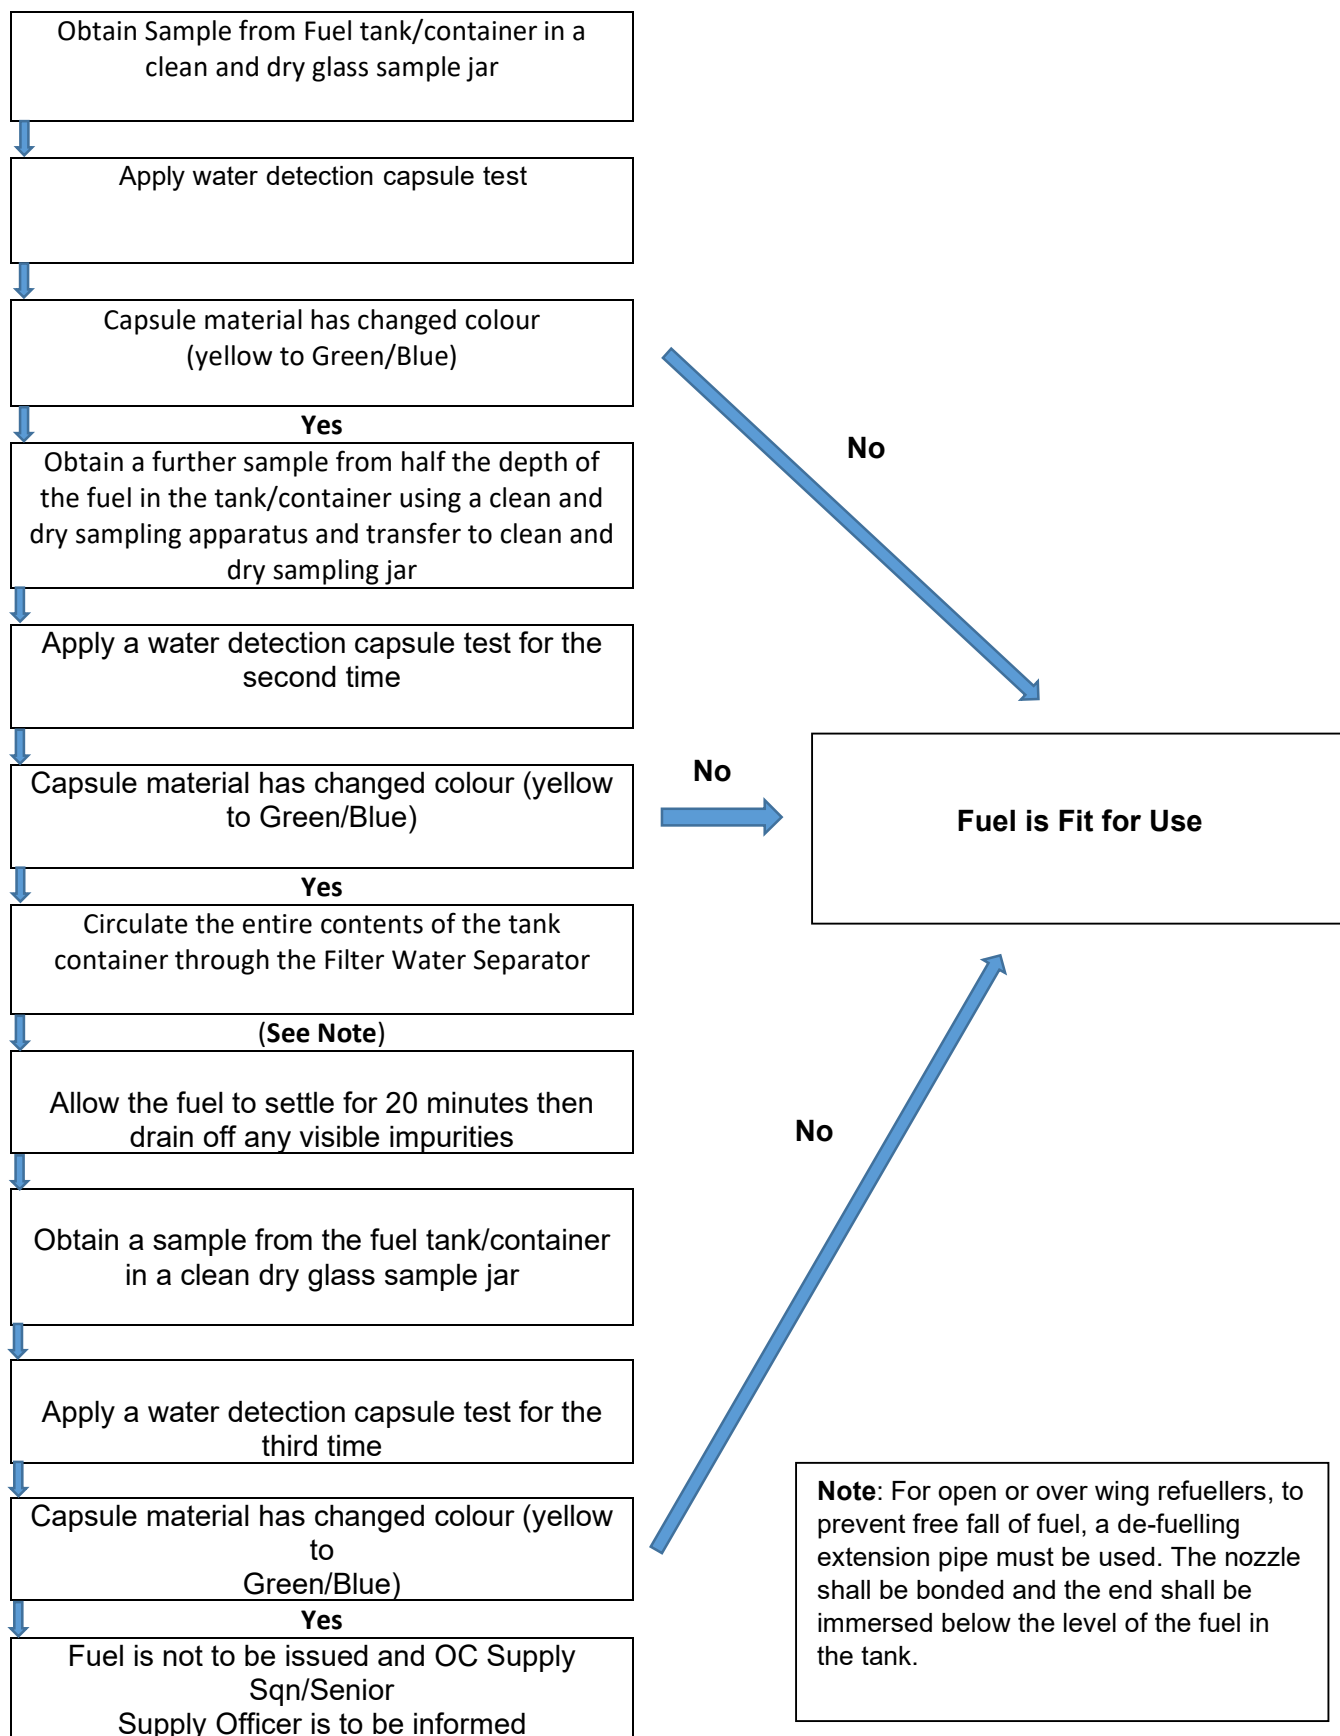 Obtain Sample from Fuel tank/container in a
clean and dry glass sample jar
Apply water detection capsule test
Capsule material has changed colour
(yellow to Green/Blue)
Yes
No
Obtain a further sample from half the depth of
the fuel in the tank/container using a clean and
dry sampling apparatus and transfer to clean and
dry sampling jar
Apply a water detection capsule test for the
second time
Capsule material has changed colour (yellow
to Green/Blue)
No
Fuel is Fit for Use
Yes
Circulate the entire contents of the tank
container through the Filter Water Separator
(See Note)
Allow the fuel to settle for 20 minutes then
drain off any visible impurities
No
Obtain a sample from the fuel tank/container
in a clean dry glass sample jar
Apply a water detection capsule test for the
third time
Capsule material has changed colour (yellow
to
Green/Blue)
Yes
Fuel is not to be issued and OC Supply
Sqn/Senior
Supply Officer is to be informed
Note: For open or over wing refuellers, to
prevent free fall of fuel, a de-fuelling
extension pipe must be used. The nozzle
shall be bonded and the end shall be
immersed below the level of the fuel in
the tank.